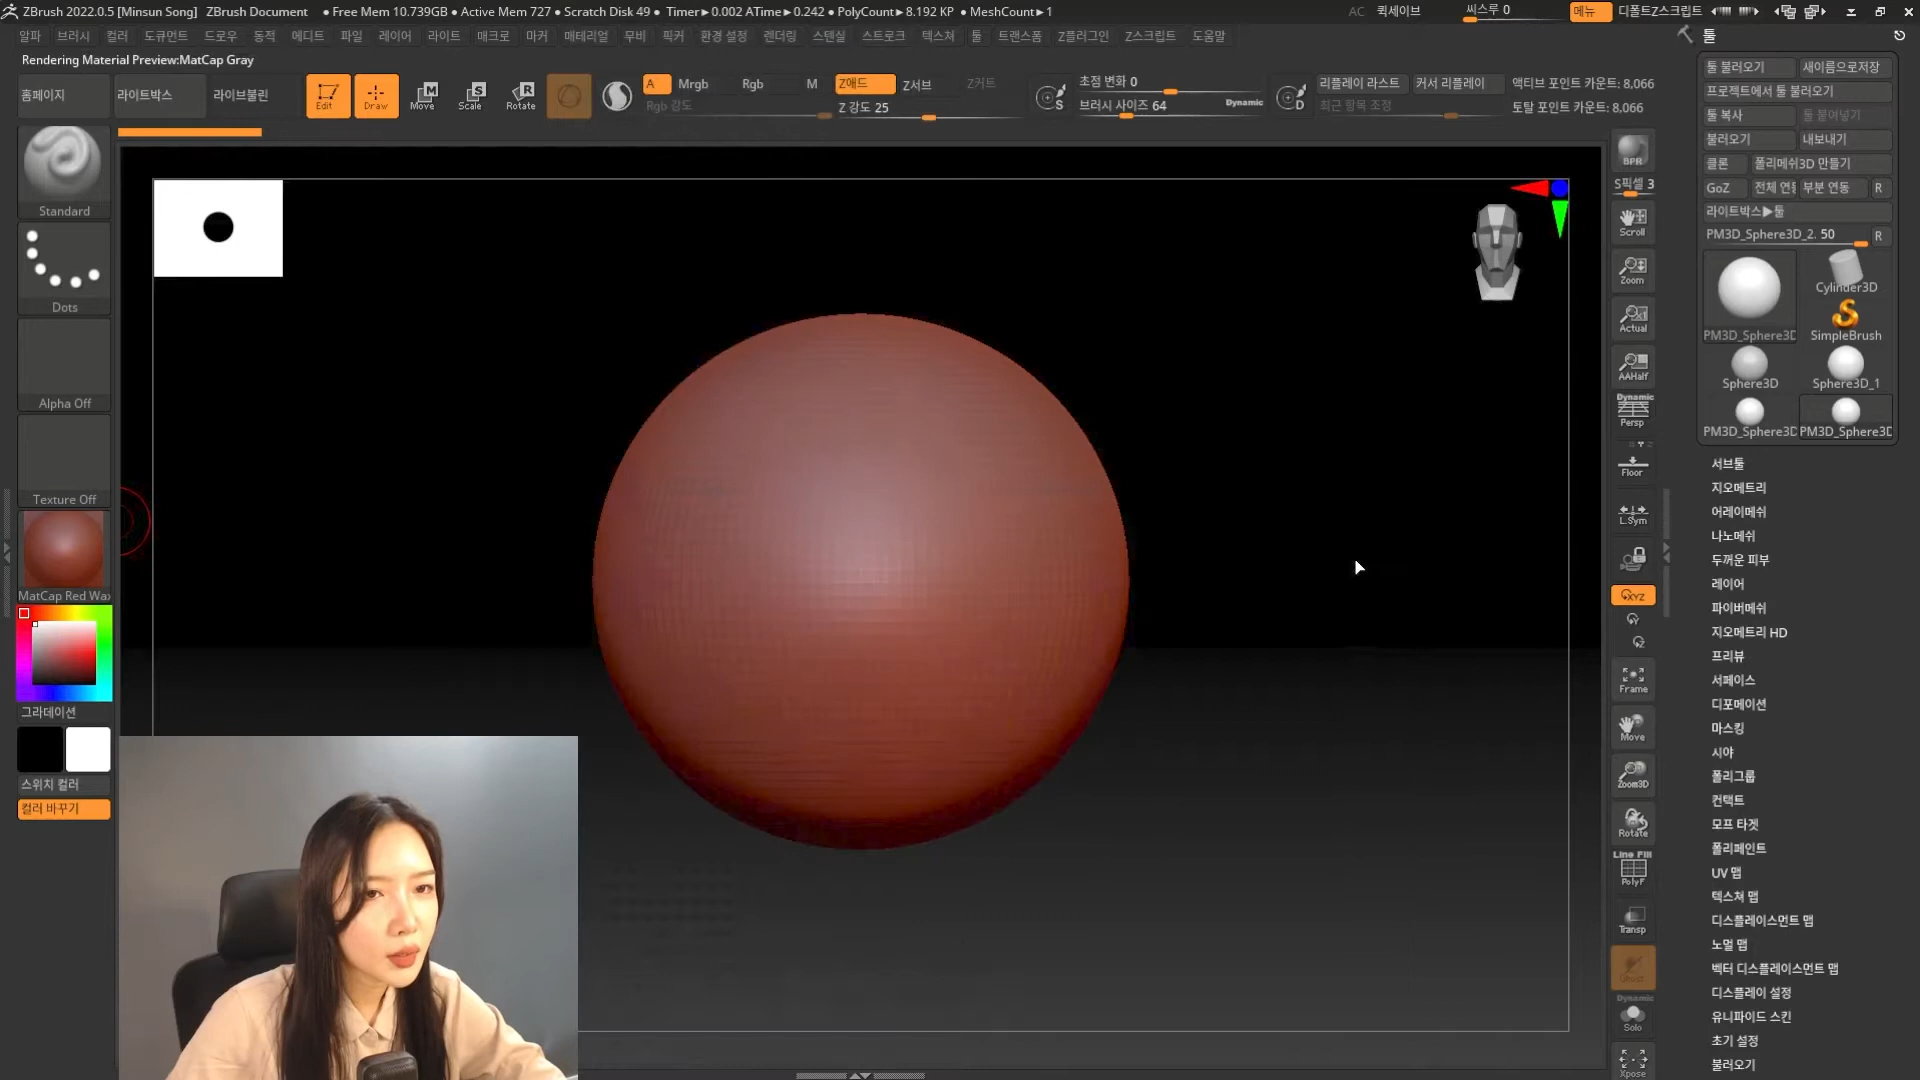 ZBrush 2022.0.5 [Minsun Song] ZBrush Document • Free Mem 10.739GB • Active Mem 727 • Scratch Disk 49 • Timer►0.002 ATime►0.242 • PolyCount►8.192 KP • MeshCount►1 AC 퀵세이브 씨스루 0 메뉴 디폴트Z스크립트
알파 브러시 컬러 도큐먼트 드로우 동적 에디트 파일 레이어 라이트 매크로 마커 매테리얼 무비 픽커 환경 설정 렌더링 스텐실 스트로크 텍스쳐 툴 트랜스폼 Z플러그인 Z스크립트 도움말
Rendering Material Preview:MatCap Gray
홈페이지 라이트박스 라이브불린
Edit Draw Move Scale Rotate
A Mrgb Rgb M
Rgb 강도
Z애드 Z서브 Z커트
Z 강도 25
초점 변화 0
브러시 사이즈 64 Dynamic
리플레이 라스트 커서 리플레이
최근 항목 조정
액티브 포인트 카운트: 8,066
토탈 포인트 카운트: 8,066
Standard
Dots
Alpha Off
Texture Off
MatCap Red Wax
그라데이션
스위치 컬러
컬러 바꾸기
BPR
S픽셀 3
Scroll
Zoom
Actual
AAHalf
Dynamic
Persp
Floor
L.Sym
XYZ
Frame
Move
Zoom3D
Rotate
Line Fill
PolyF
Transp
Ghost
Dynamic
Solo
Xpose
툴
툴 불러오기 새이름으로저장
프로젝트에서 툴 불러오기
툴 복사 툴 붙여넣기
불러오기 내보내기
클론 폴리메쉬3D 만들기
GoZ 전체 연동 부분 연동 R
라이트박스▶툴
PM3D_Sphere3D_2. 50 R
PM3D_Sphere3D
Cylinder3D
SimpleBrush
Sphere3D Sphere3D_1
PM3D_Sphere3D PM3D_Sphere3D
서브툴
지오메트리
어레이메쉬
나노메쉬
두꺼운 피부
레이어
파이버메쉬
지오메트리 HD
프리뷰
서페이스
디포메이션
마스킹
시야
폴리그룹
컨택트
모프 타겟
폴리페인트
UV 맵
텍스쳐 맵
디스플레이스먼트 맵
노멀 맵
벡터 디스플레이스먼트 맵
디스플레이 설정
유니파이드 스킨
초기 설정
불러오기